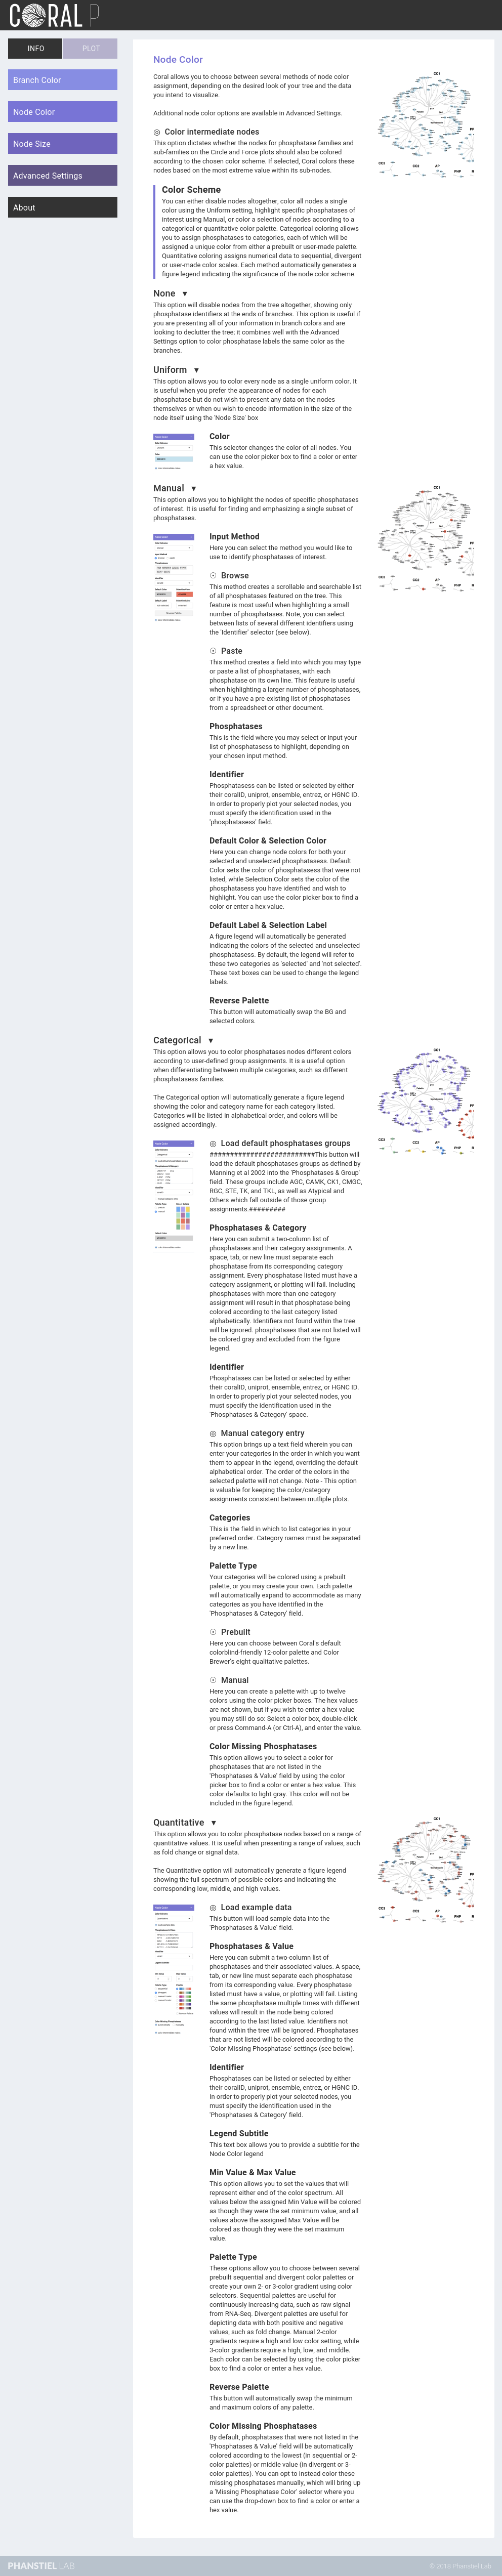 CORAL P
INFO
PLOT
Branch Color
Node Color
Node Size
Advanced Settings
About
Node Color
Coral allows you to choose between several methods of node color
assignment, depending on the desired look of your tree and the data
you intend to visualize.
Additional node color options are available in Advanced Settings.
Color intermediate nodes
This option dictates whether the nodes for phosphatase families and
sub-families on the Circle and Force plots should also be colored
according to the given color scheme. If selected, Coral colors these
nodes based on the most extreme value within its sub-nodes.
Color Scheme
You can either disable nodes altogether, color all nodes a single
color using the Uniform setting, highlight specific phosphatases of
interest using Manual, or color a selection of nodes according to a
categorical or quantitative color palette. Categorical coloring allows
you to assign phosphatases to categories, each of which will be
assigned a unique color from either a prebuilt or user-made palette.
Quantitative coloring assigns numerical data to sequential, divergent
or user-made color scales. Each method automatically generates a
figure legend indicating the significance of the node color scheme.
None ▼
This option will disable nodes from the tree altogether, showing only
phosphatase identifiers at the ends of branches. This option is useful if
you are presenting all of your information in branch colors and are
looking to declutter the tree; it combines well with the Advanced
Settings option to color phosphatase labels the same color as the
branches.
Uniform ▼
This option allows you to color every node as a single uniform color. It
is useful when you prefer the appearance of nodes for each
phosphatase but do not wish to present any data on the nodes
themselves or when ou wish to encode information in the size of the
node itself using the 'Node Size' box
Color
This selector changes the color of all nodes. You
can use the color picker box to find a color or enter
a hex value.
Manual ▼
This option allows you to highlight the nodes of specific phosphatases
of interest. It is useful for finding and emphasizing a single subset of
phosphatases.
Input Method
Here you can select the method you would like to
use to identify phosphatases of interest.
Browse
This method creates a scrollable and searchable list
of all phosphatases featured on the tree. This
feature is most useful when highlighting a small
number of phosphatases. Note, you can select
between lists of several different identifiers using
the 'Identifier' selector (see below).
Paste
This method creates a field into which you may type
or paste a list of phosphatases, with each
phosphatase on its own line. This feature is useful
when highlighting a larger number of phosphatases,
or if you have a pre-existing list of phosphatases
from a spreadsheet or other document.
Phosphatases
This is the field where you may select or input your
list of phosphatasess to highlight, depending on
your chosen input method.
Identifier
Phosphatasess can be listed or selected by either
their coralID, uniprot, ensemble, entrez, or HGNC ID.
In order to properly plot your selected nodes, you
must specify the identification used in the
'phosphatasess' field.
Default Color & Selection Color
Here you can change node colors for both your
selected and unselected phosphatasess. Default
Color sets the color of phosphatasess that were not
listed, while Selection Color sets the color of the
phosphatasess you have identified and wish to
highlight. You can use the color picker box to find a
color or enter a hex value.
Default Label & Selection Label
A figure legend will automatically be generated
indicating the colors of the selected and unselected
phosphatasess. By default, the legend will refer to
these two categories as 'selected' and 'not selected'.
These text boxes can be used to change the legend
labels.
Reverse Palette
This button will automatically swap the BG and
selected colors.
Categorical ▼
This option allows you to color phosphatases nodes different colors
according to user-defined group assignments. It is a useful option
when differentiating between multiple categories, such as different
phosphatasess families.
The Categorical option will automatically generate a figure legend
showing the color and category name for each category listed.
Categories will be listed in alphabetical order, and colors will be
assigned accordingly.
Load default phosphatases groups
##########################This button will
load the default phosphatases groups as defined by
Manning et al 2002 into the 'Phosphatases & Group'
field. These groups include AGC, CAMK, CK1, CMGC,
RGC, STE, TK, and TKL, as well as Atypical and
Others which fall outside of those group
assignments.#########
Phosphatases & Category
Here you can submit a two-column list of
phosphatases and their category assignments. A
space, tab, or new line must separate each
phosphatase from its corresponding category
assignment. Every phosphatase listed must have a
category assignment, or plotting will fail. Including
phosphatases with more than one category
assignment will result in that phosphatase being
colored according to the last category listed
alphabetically. Identifiers not found within the tree
will be ignored. phosphatases that are not listed will
be colored gray and excluded from the figure
legend.
Identifier
Phosphatases can be listed or selected by either
their coralID, uniprot, ensemble, entrez, or HGNC ID.
In order to properly plot your selected nodes, you
must specify the identification used in the
'Phosphatases & Category' space.
Manual category entry
This option brings up a text field wherein you can
enter your categories in the order in which you want
them to appear in the legend, overriding the default
alphabetical order. The order of the colors in the
selected palette will not change. Note - This option
is valuable for keeping the color/category
assignments consistent between mutliple plots.
Categories
This is the field in which to list categories in your
preferred order. Category names must be separated
by a new line.
Palette Type
Your categories will be colored using a prebuilt
palette, or you may create your own. Each palette
will automatically expand to accommodate as many
categories as you have identified in the
'Phosphatases & Category' field.
Prebuilt
Here you can choose between Coral's default
colorblind-friendly 12-color palette and Color
Brewer's eight qualitative palettes.
Manual
Here you can create a palette with up to twelve
colors using the color picker boxes. The hex values
are not shown, but if you wish to enter a hex value
you may still do so: Select a color box, double-click
or press Command-A (or Ctrl-A), and enter the value.
Color Missing Phosphatases
This option allows you to select a color for
phosphatases that are not listed in the
'Phosphatases & Value' field by using the color
picker box to find a color or enter a hex value. This
color defaults to light gray. This color will not be
included in the figure legend.
Quantitative ▼
This option allows you to color phosphatase nodes based on a range of
quantitative values. It is useful when presenting a range of values, such
as fold change or signal data.
The Quantitative option will automatically generate a figure legend
showing the full spectrum of possible colors and indicating the
corresponding low, middle, and high values.
Load example data
This button will load sample data into the
'Phosphatases & Value' field.
Phosphatases & Value
Here you can submit a two-column list of
phosphatases and their associated values. A space,
tab, or new line must separate each phosphatase
from its corresponding value. Every phosphatase
listed must have a value, or plotting will fail. Listing
the same phosphatase multiple times with different
values will result in the node being colored
according to the last listed value. Identifiers not
found within the tree will be ignored. Phosphatases
that are not listed will be colored according to the
'Color Missing Phosphatase' settings (see below).
Identifier
Phosphatases can be listed or selected by either
their coralID, uniprot, ensemble, entrez, or HGNC ID.
In order to properly plot your selected nodes, you
must specify the identification used in the
'Phosphatases & Category' field.
Legend Subtitle
This text box allows you to provide a subtitle for the
Node Color legend
Min Value & Max Value
This option allows you to set the values that will
represent either end of the color spectrum. All
values below the assigned Min Value will be colored
as though they were the set minimum value, and all
values above the assigned Max Value will be
colored as though they were the set maximum
value.
Palette Type
These options allow you to choose between several
prebuilt sequential and divergent color palettes or
create your own 2- or 3-color gradient using color
selectors. Sequential palettes are useful for
continuously increasing data, such as raw signal
from RNA-Seq. Divergent palettes are useful for
depicting data with both positive and negative
values, such as fold change. Manual 2-color
gradients require a high and low color setting, while
3-color gradients require a high, low, and middle.
Each color can be selected by using the color picker
box to find a color or enter a hex value.
Reverse Palette
This button will automatically swap the minimum
and maximum colors of any palette.
Color Missing Phosphatases
By default, phosphatases that were not listed in the
'Phosphatases & Value' field will be automatically
colored according to the lowest (in sequential or 2-
color palettes) or middle value (in divergent or 3-
color palettes). You can opt to instead color these
missing phosphatases manually, which will bring up
a 'Missing Phosphatase Color' selector where you
can use the drop-down box to find a color or enter a
hex value.
PHANSTIEL LAB
© 2018 Phanstiel Lab